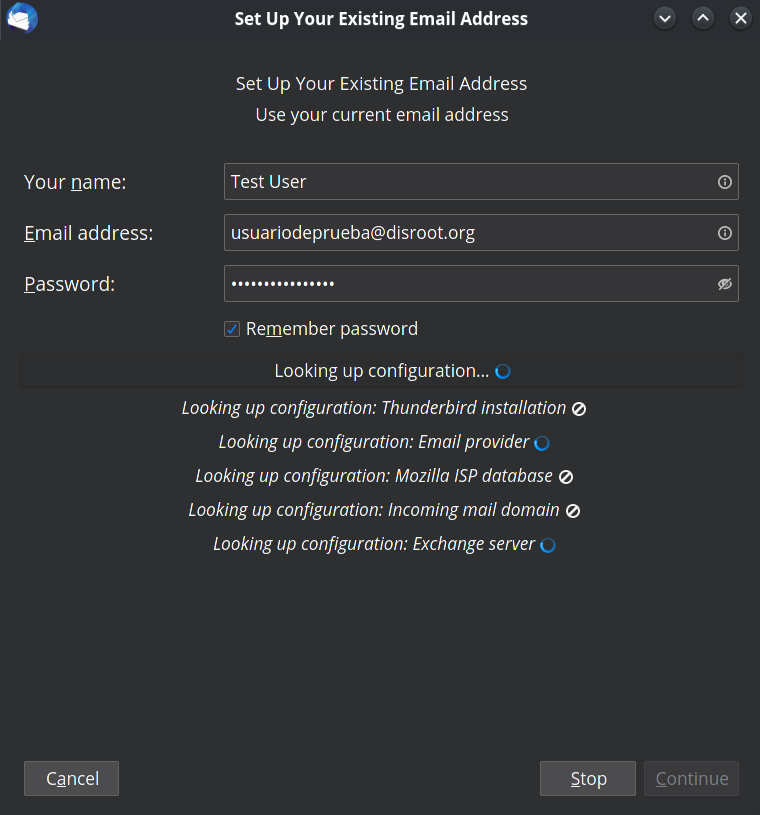 Set Up Your Existing Email Address
Set Up Your Existing Email Address
Use your current email address
Your name:
Test User
Email address:
usuariodeprueba@disroot.org
Password:
••••••••••••••••
Remember password
Looking up configuration...
Looking up configuration: Thunderbird installation
Looking up configuration: Email provider
Looking up configuration: Mozilla ISP database
Looking up configuration: Incoming mail domain
Looking up configuration: Exchange server
Cancel
Stop
Continue